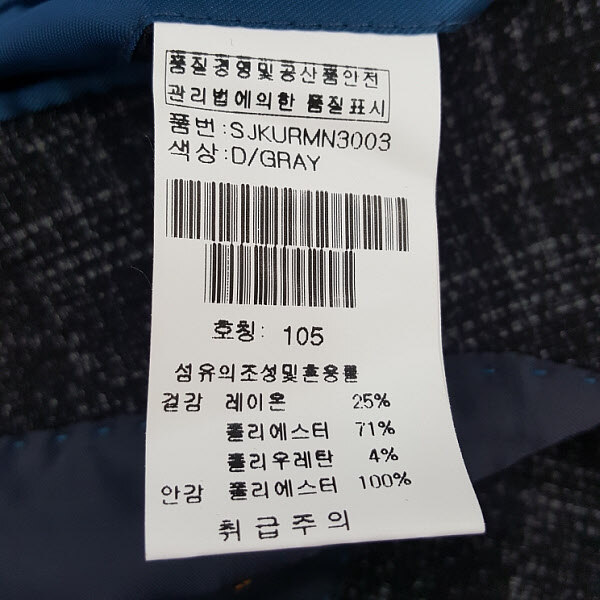 품질경영및공산품안전
관리법에의한 품질표시
품번:SJKURMN3003
색상:D/GRAY
호칭: 105
섬유의조성및혼용률
겉감 레이온 25%
폴리에스터 71%
폴리우레탄 4%
안감 폴리에스터 100%
취급주의